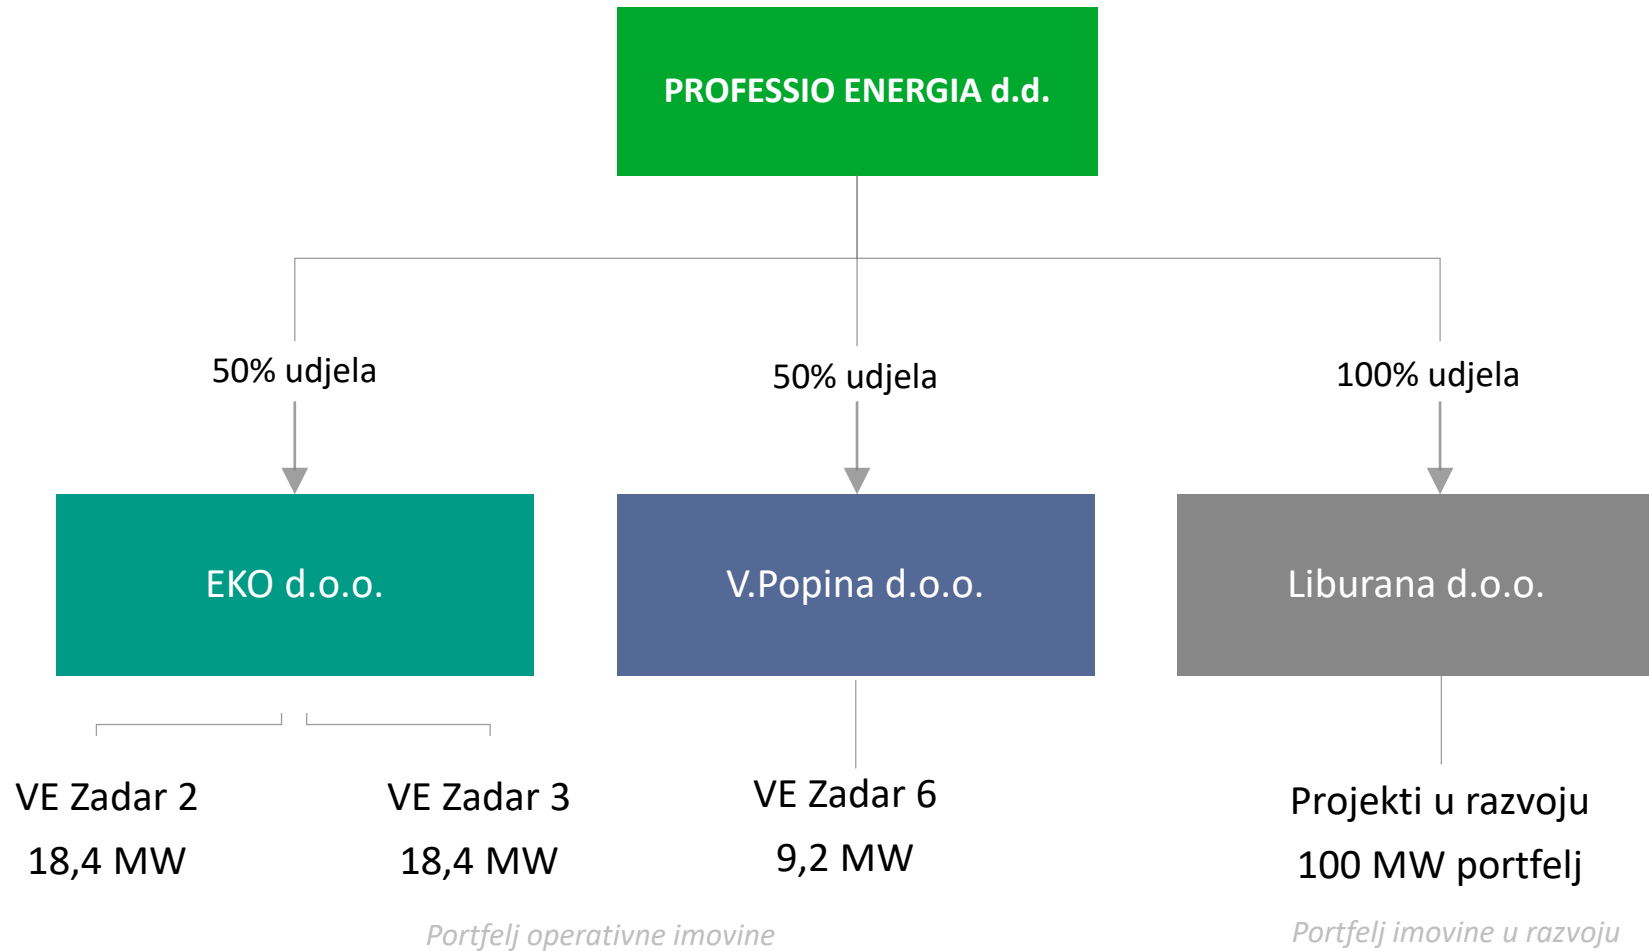 PROFESSIO ENERGIA d.d.
50% udjela
50% udjela
100% udjela
EKO d.o.o.
V.Popina d.o.o.
Liburana d.o.o.
VE Zadar 2
18,4 MW
VE Zadar 3
18,4 MW
VE Zadar 6
9,2 MW
Projekti u razvoju
100 MW portfelj
Portfelj operativne imovine
Portfelj imovine u razvoju